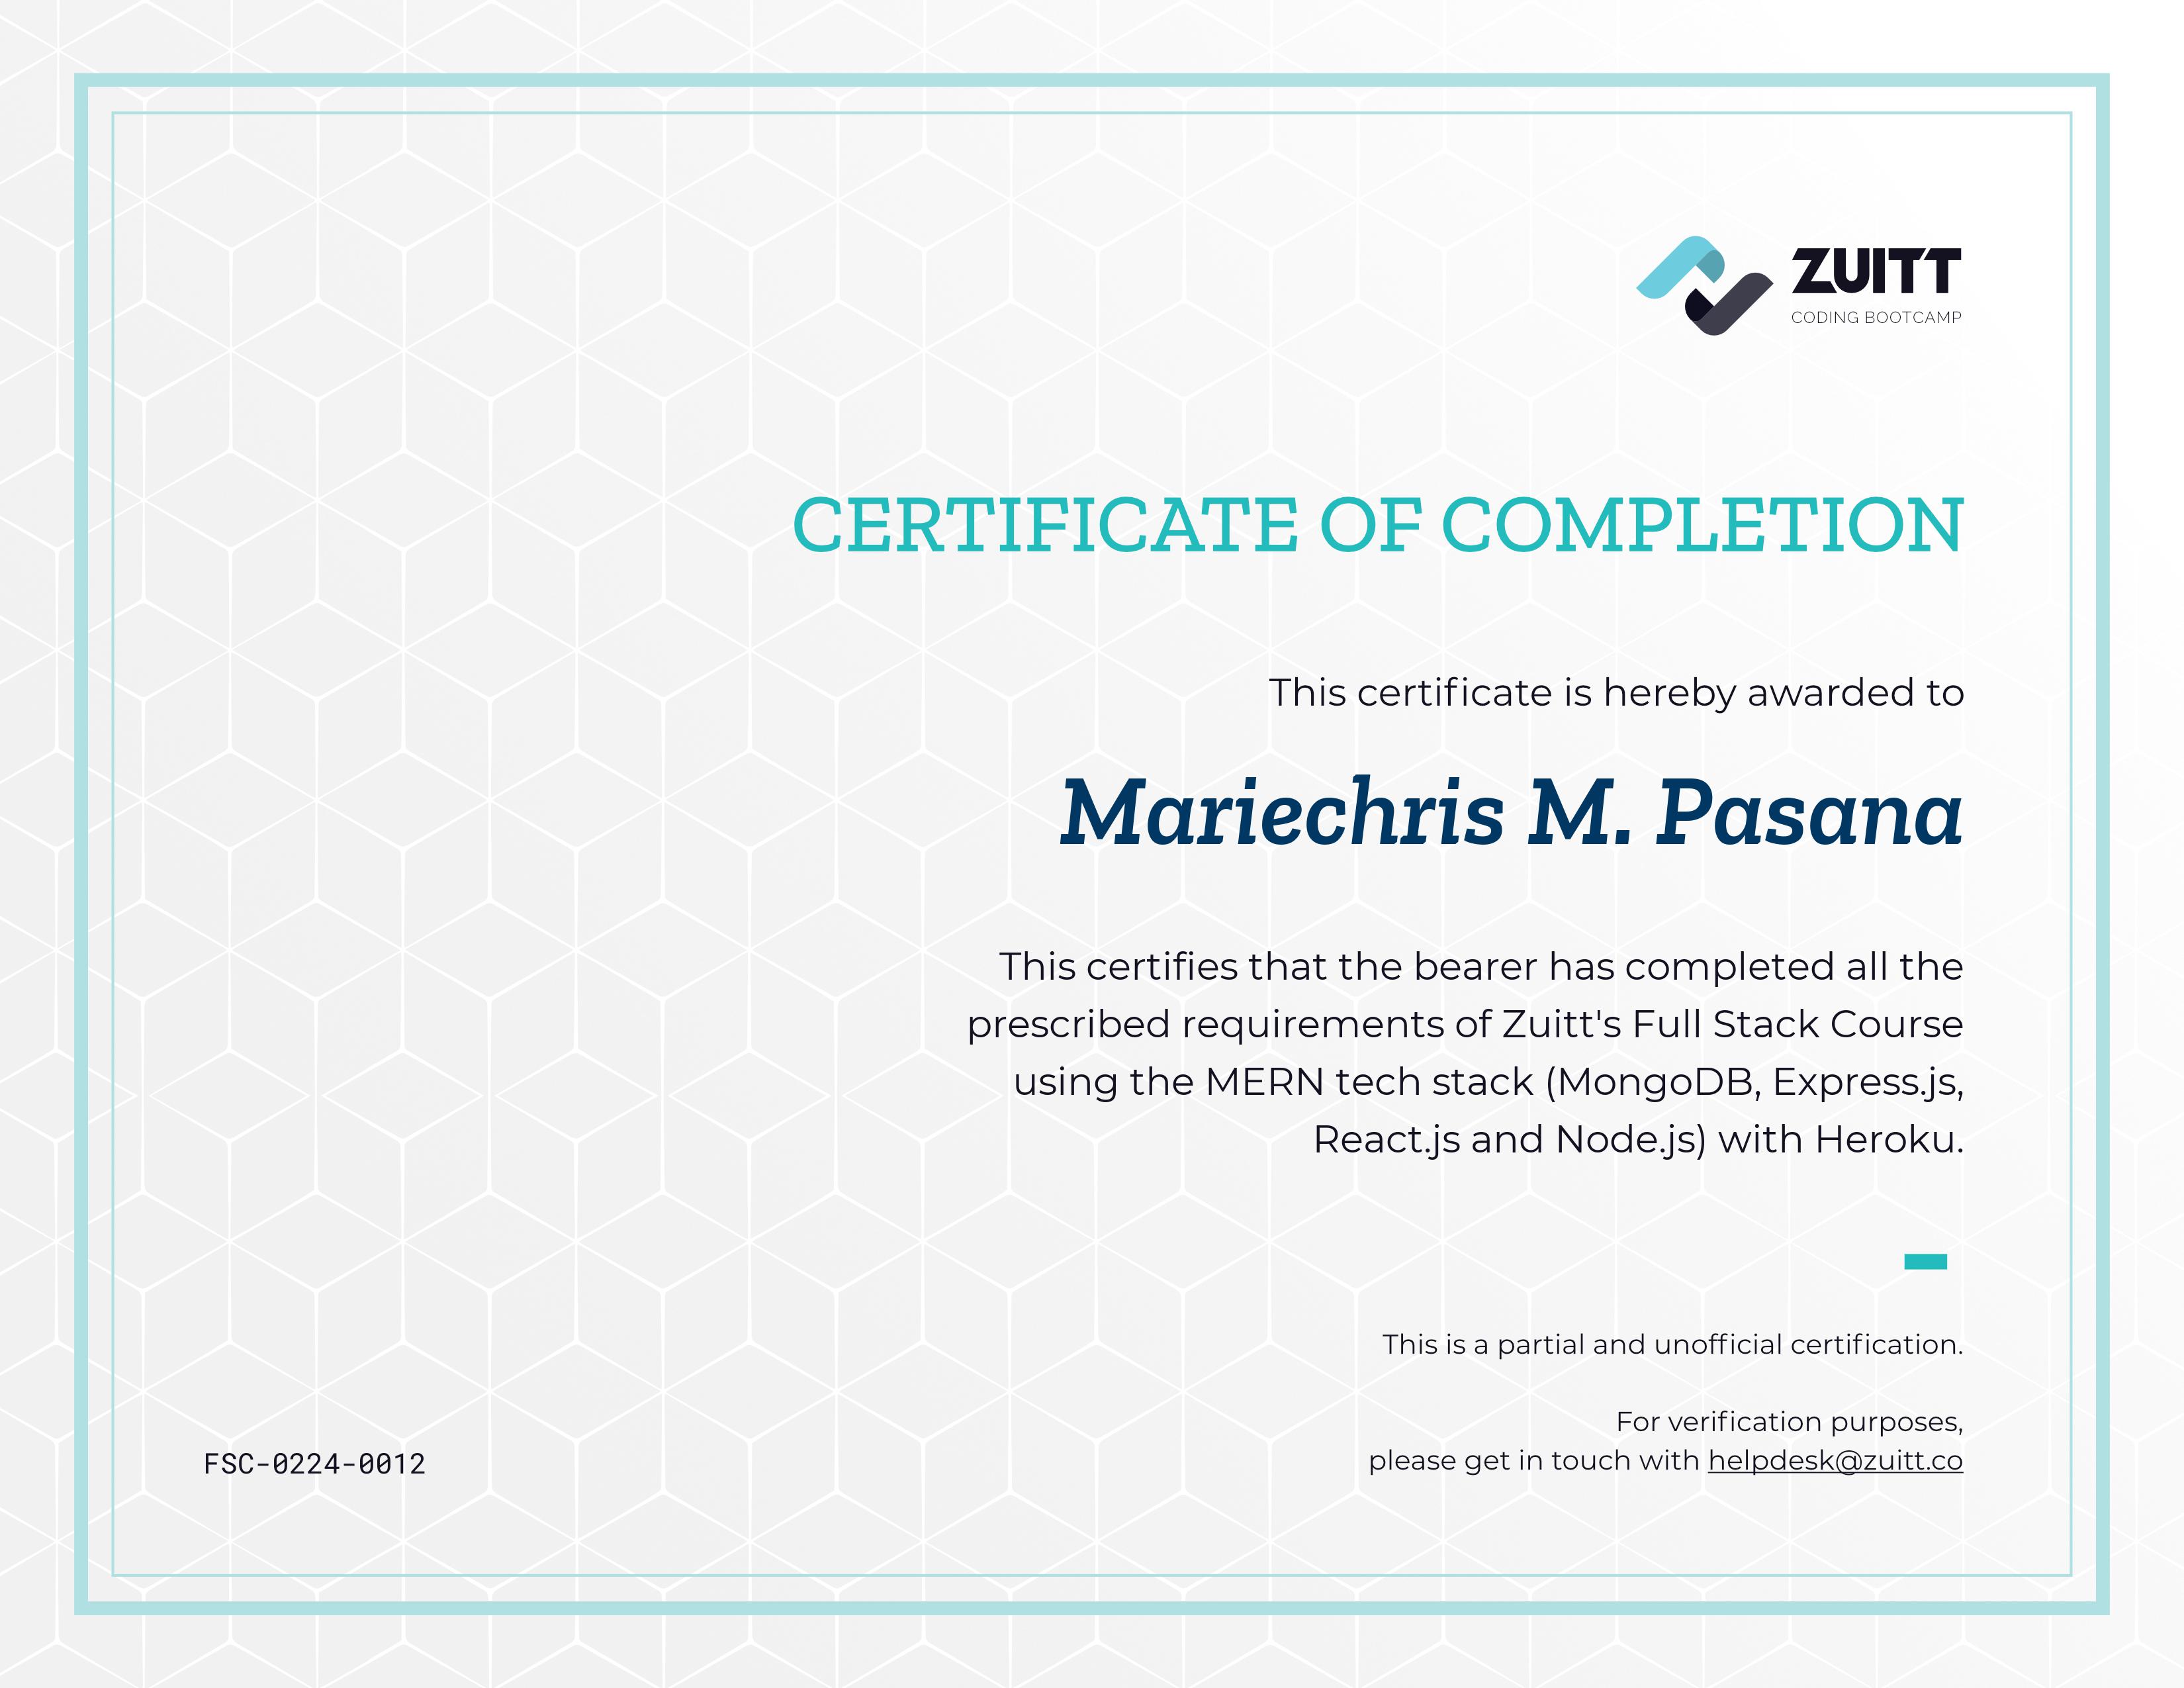 ZUITT
CODING BOOTCAMP
CERTIFICATE OF COMPLETION
This certificate is hereby awarded to
Mariechris M. Pasana
This certifies that the bearer has completed all the
prescribed requirements of Zuitt's Full Stack Course
using the MERN tech stack (MongoDB, Express.js,
React.js and Node.js) with Heroku.
This is a partial and unofficial certification.
For verification purposes,
please get in touch with helpdesk@zuitt.co
FSC-0224-0012